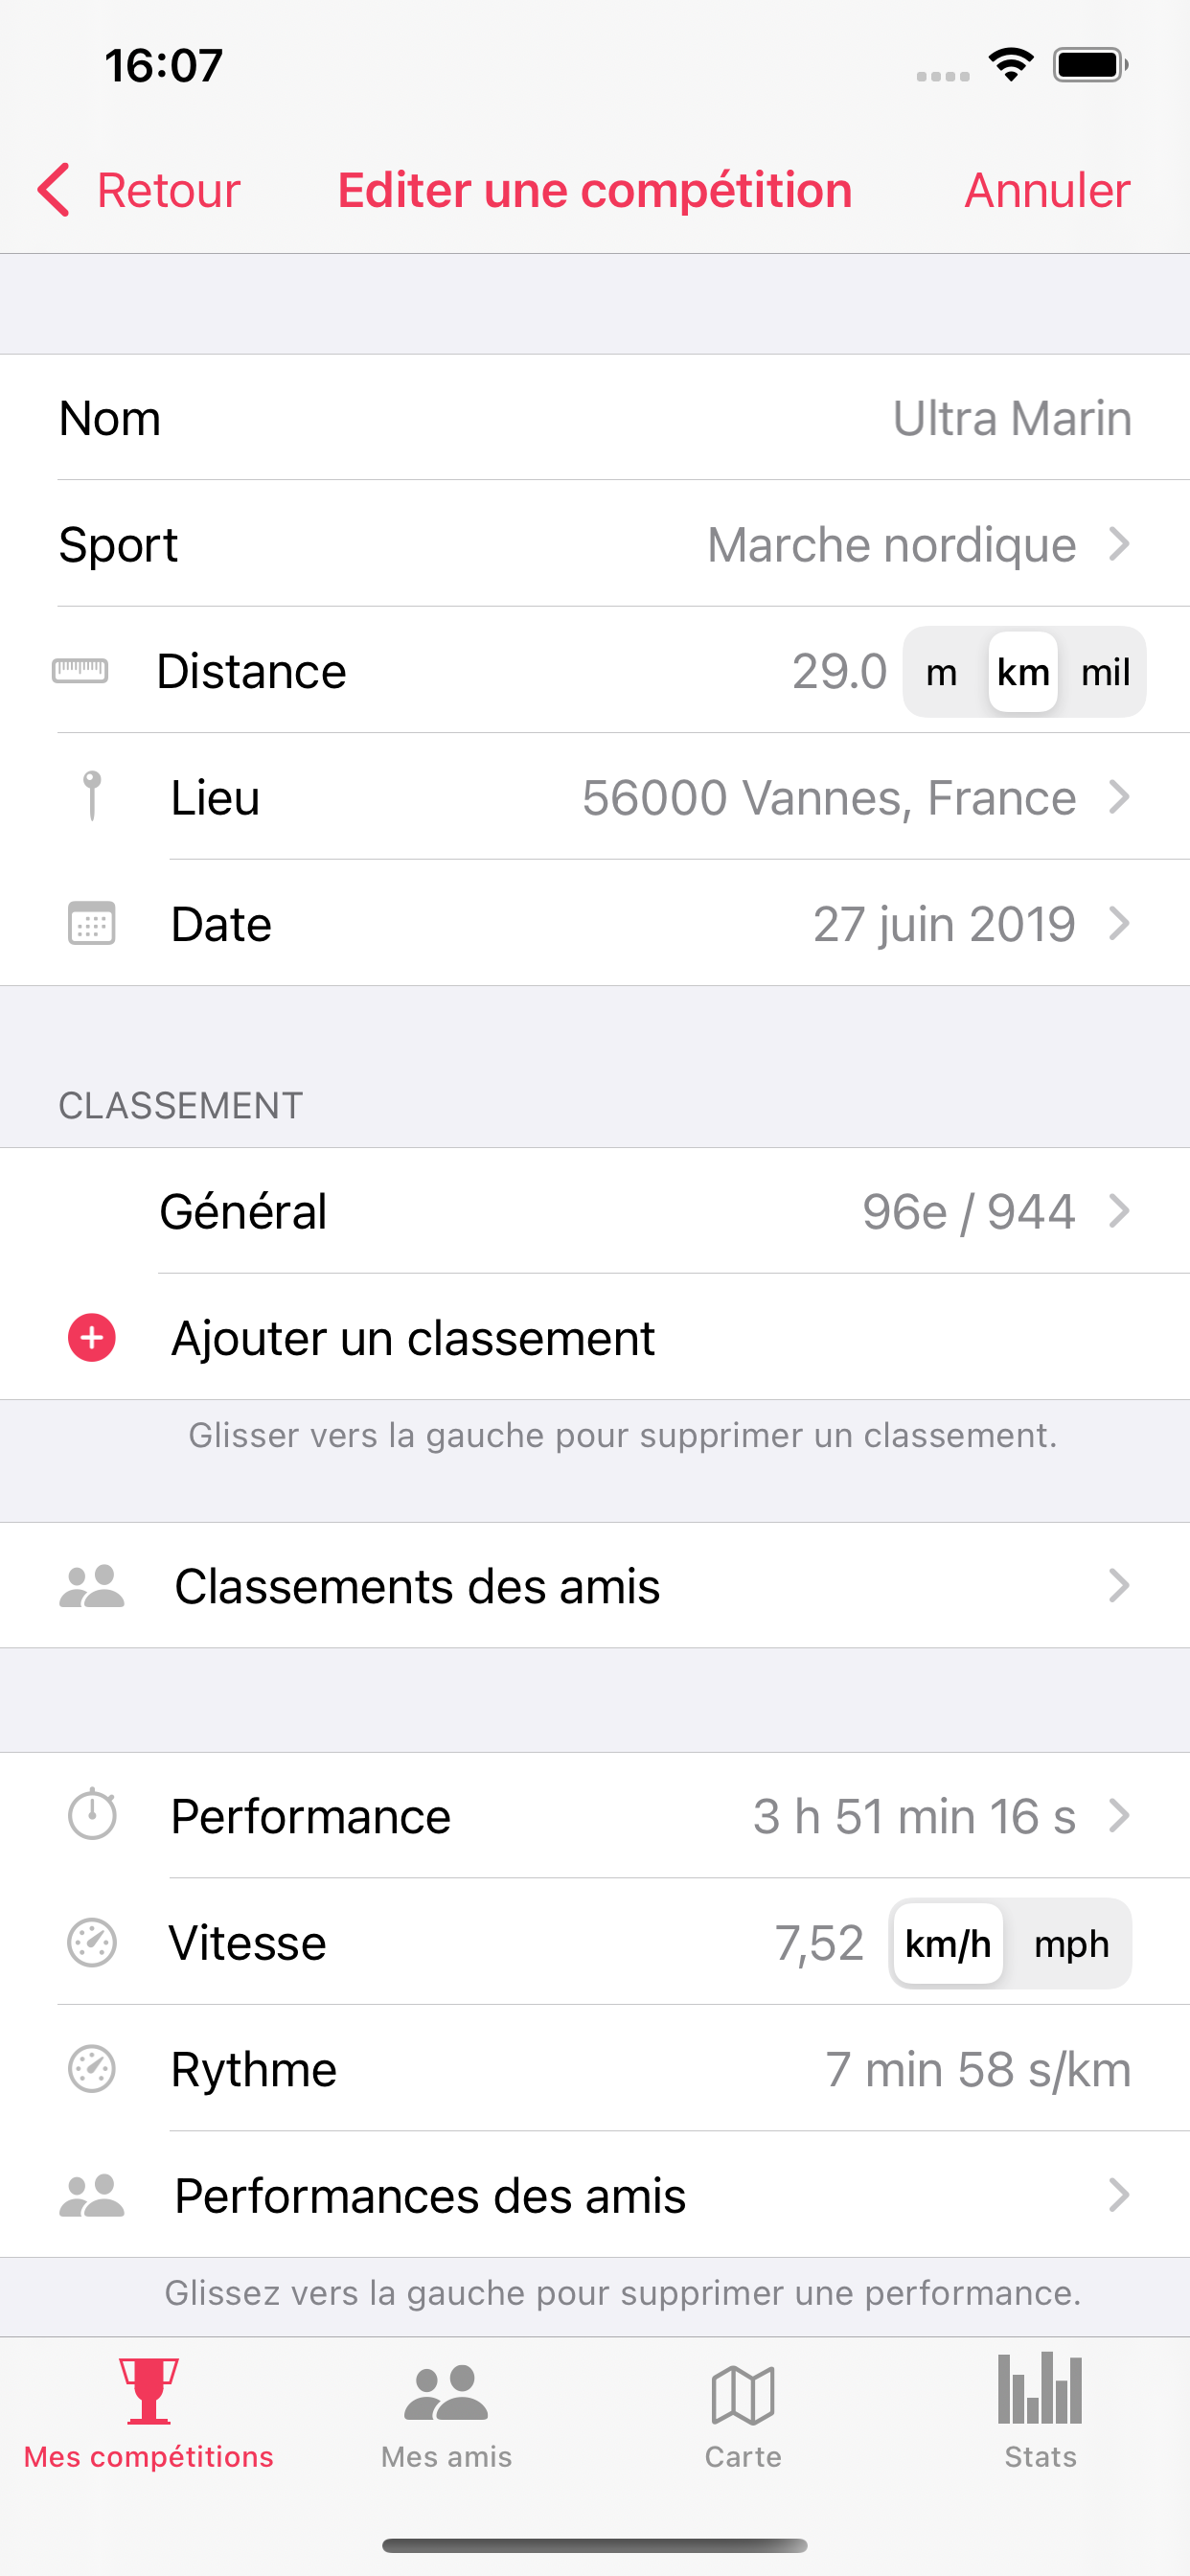 16:07
Retour Editer une compétition Annuler
Nom Ultra Marin
Sport Marche nordique
Distance 29.0 m km mil
Lieu 56000 Vannes, France
Date 27 juin 2019
CLASSEMENT
Général 96e / 944
Ajouter un classement
Glisser vers la gauche pour supprimer un classement.
Classements des amis
Performance 3 h 51 min 16 s
Vitesse 7,52 km/h mph
Rythme 7 min 58 s/km
Performances des amis
Glissez vers la gauche pour supprimer une performance.
Mes compétitions Mes amis Carte Stats